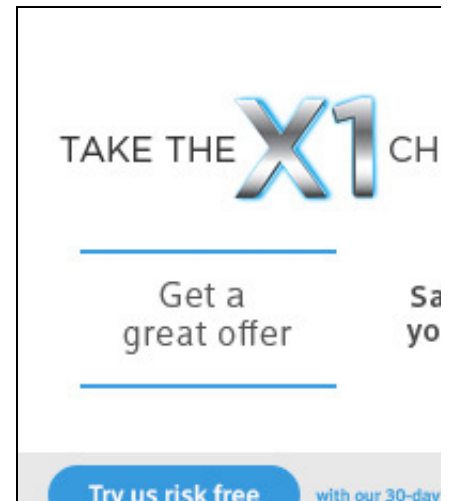 TAKE THE X1 CH
Get a
great offer
Sa
yo
Try us risk free
with our 30-day